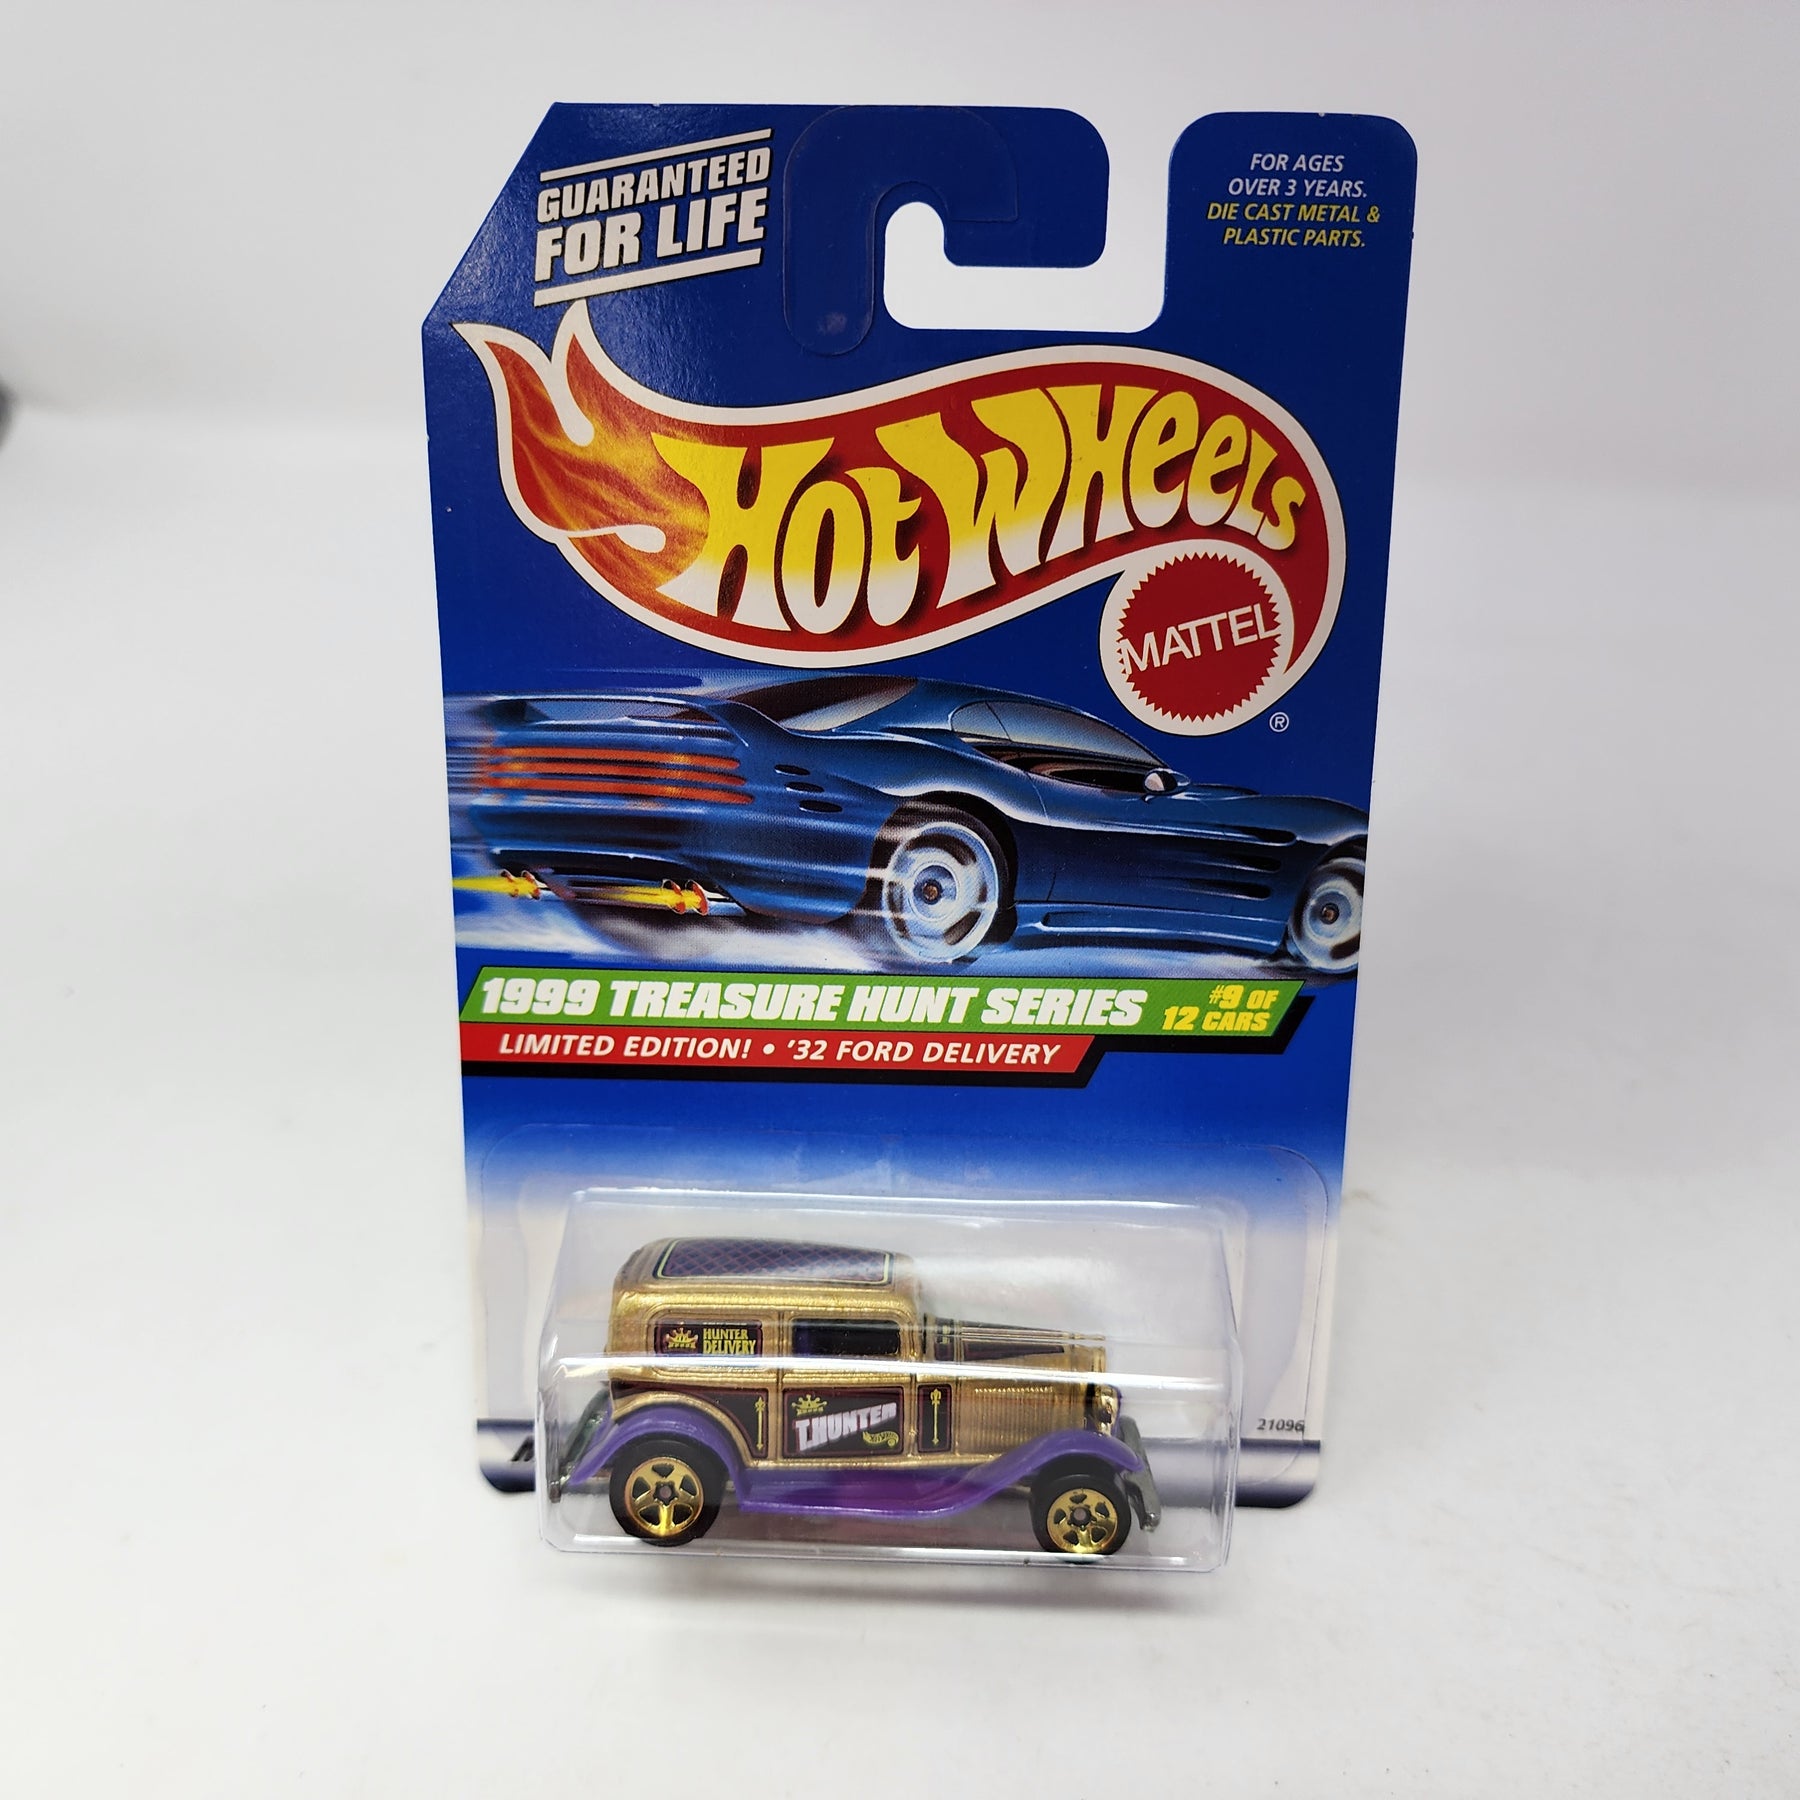 GUARANTEED
FOR LIFE
FOR AGES
OVER 3 YEARS.
DIE CAST METAL &
PLASTIC PARTS.
HOT WHEELS
MATTEL
®
1999 TREASURE HUNT SERIES
#9 OF
12 CARS
LIMITED EDITION! • '32 FORD DELIVERY
HUNTER
DELIVERY
T.HUNTER
21096